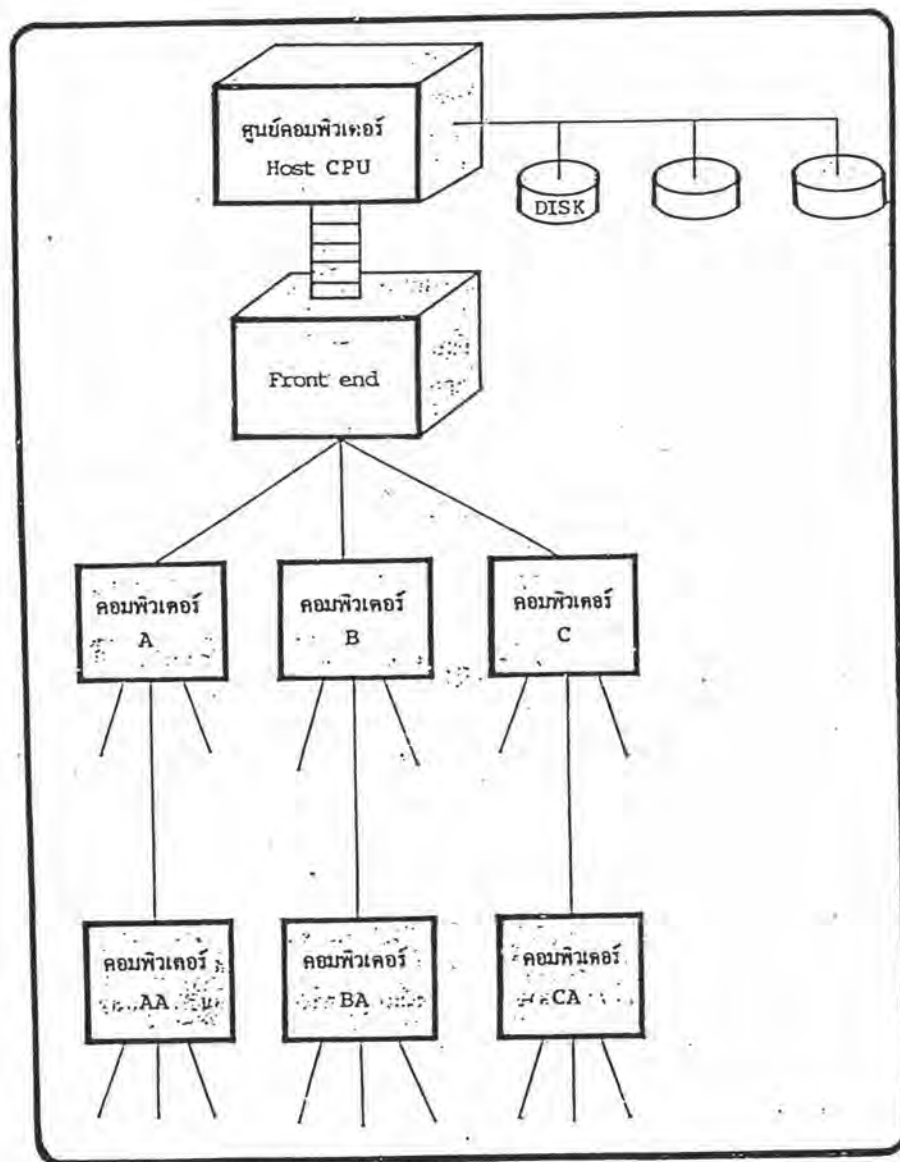 ศูนย์คอมพิวเตอร์
Host CPU
DISK
Front end
คอมพิวเตอร์
A
คอมพิวเตอร์
B
คอมพิวเตอร์
C
คอมพิวเตอร์
AA
คอมพิวเตอร์
BA
คอมพิวเตอร์
CA